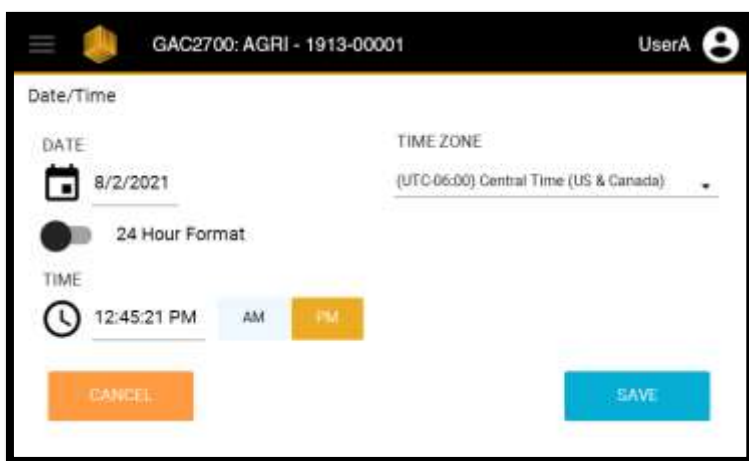 GAC2700: AGRI - 1913-00001 UserA
Date/Time
DATE TIME ZONE
8/2/2021 (UTC-06:00) Central Time (US & Canada)
24 Hour Format
TIME
12:45:21 PM AM PM
CANCEL SAVE